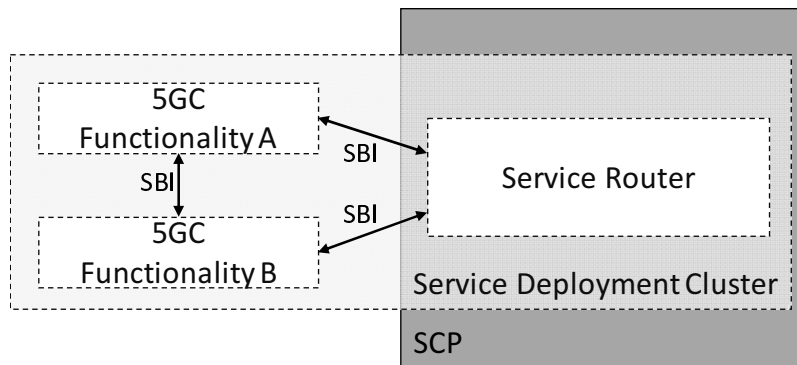 5GC
Functionality A
SBI
SBI
Service Router
SBI
5GC
Functionality B
Service Deployment Cluster
SCP